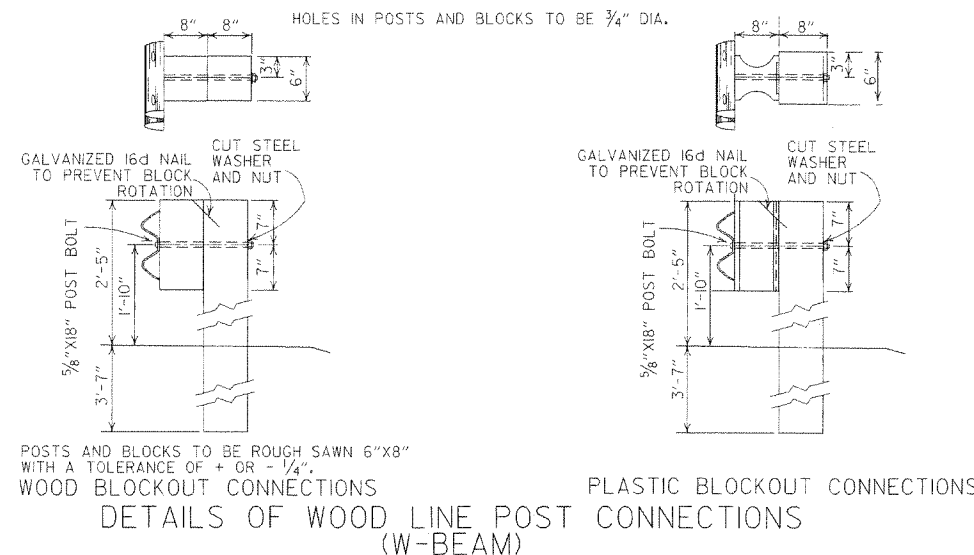 HOLES IN POSTS AND BLOCKS TO BE 3/4" DIA.
8" 8"
3"
6"
GALVANIZED 16d NAIL
TO PREVENT BLOCK
ROTATION
CUT STEEL
WASHER
AND NUT
5/8"X18" POST BOLT
2'-5"
1'-10"
7"
7"
3'-7"
POSTS AND BLOCKS TO BE ROUGH SAWN 6"X8"
WITH A TOLERANCE OF + OR - 1/4".
WOOD BLOCKOUT CONNECTIONS
8" 8"
3"
6"
GALVANIZED 16d NAIL
TO PREVENT BLOCK
ROTATION
CUT STEEL
WASHER
AND NUT
5/8"X18" POST BOLT
2'-5"
1'-10"
7"
7"
3'-7"
PLASTIC BLOCKOUT CONNECTIONS
DETAILS OF WOOD LINE POST CONNECTIONS
(W-BEAM)